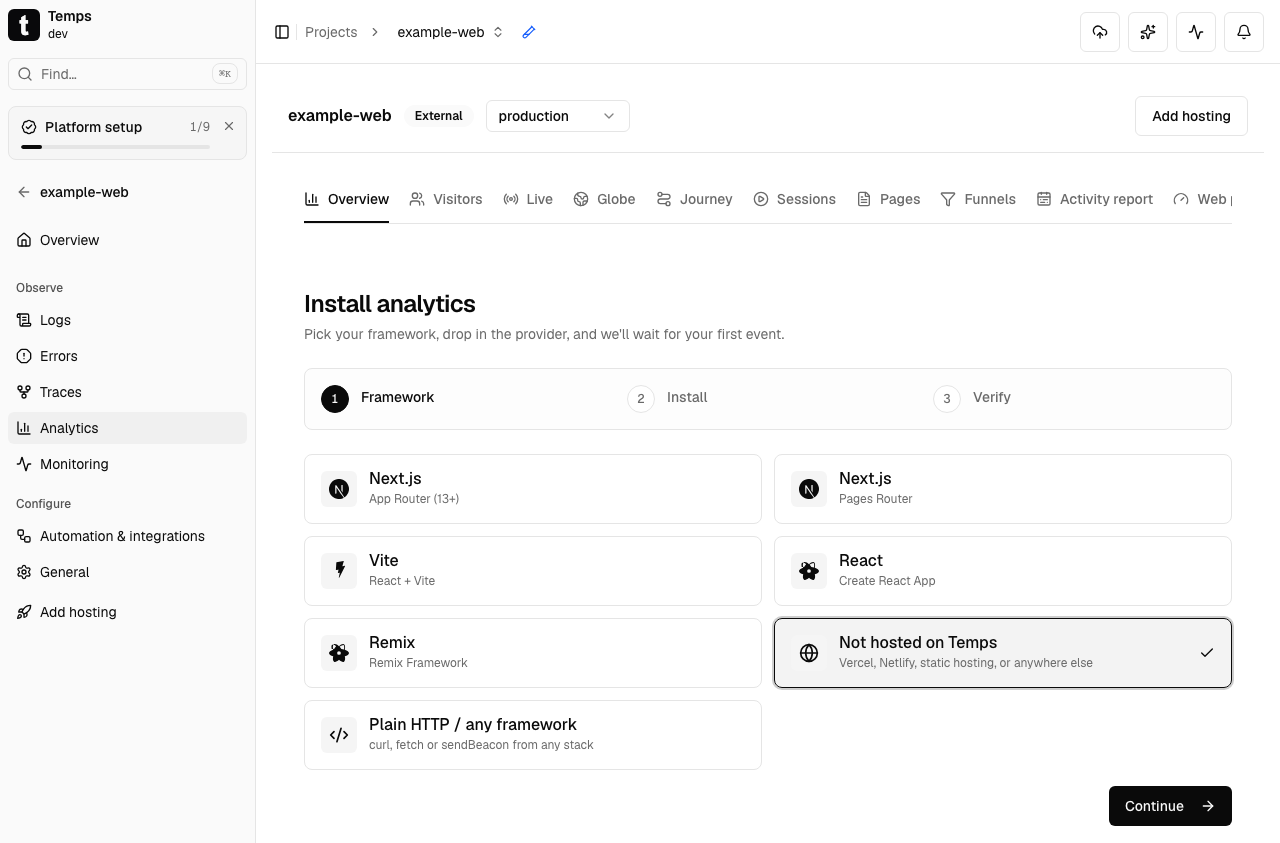 Temps
dev
Find...
⌘K
Platform setup
1/9
example-web
Overview
Observe
Logs
Errors
Traces
Analytics
Monitoring
Configure
Automation & integrations
General
Add hosting
Projects
example-web
example-web
External
production
Add hosting
Overview
Visitors
Live
Globe
Journey
Sessions
Pages
Funnels
Activity report
Web
Install analytics
Pick your framework, drop in the provider, and we'll wait for your first event.
1
Framework
2
Install
3
Verify
Next.js
App Router (13+)
Next.js
Pages Router
Vite
React + Vite
React
Create React App
Remix
Remix Framework
Not hosted on Temps
Vercel, Netlify, static hosting, or anywhere else
Plain HTTP / any framework
curl, fetch or sendBeacon from any stack
Continue